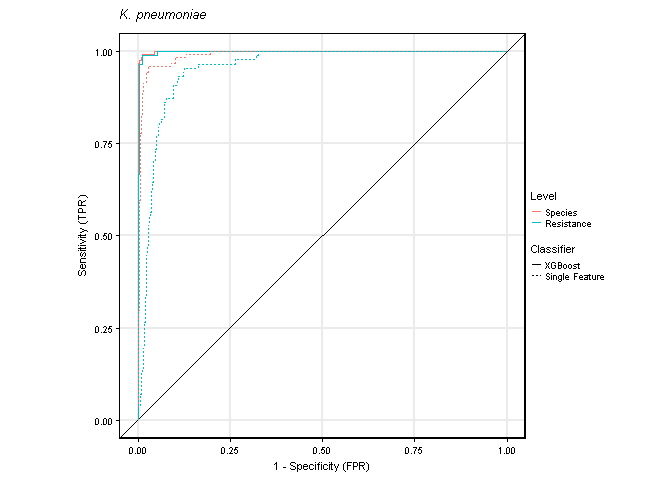 K. pneumoniae
1.00
0.75
0.50
0.25
0.00
Sensitivity (TPR)
0.00 0.25 0.50 0.75 1.00
1 - Specificity (FPR)
Level
Species
Resistance
Classifier
XGBoost
Single Feature